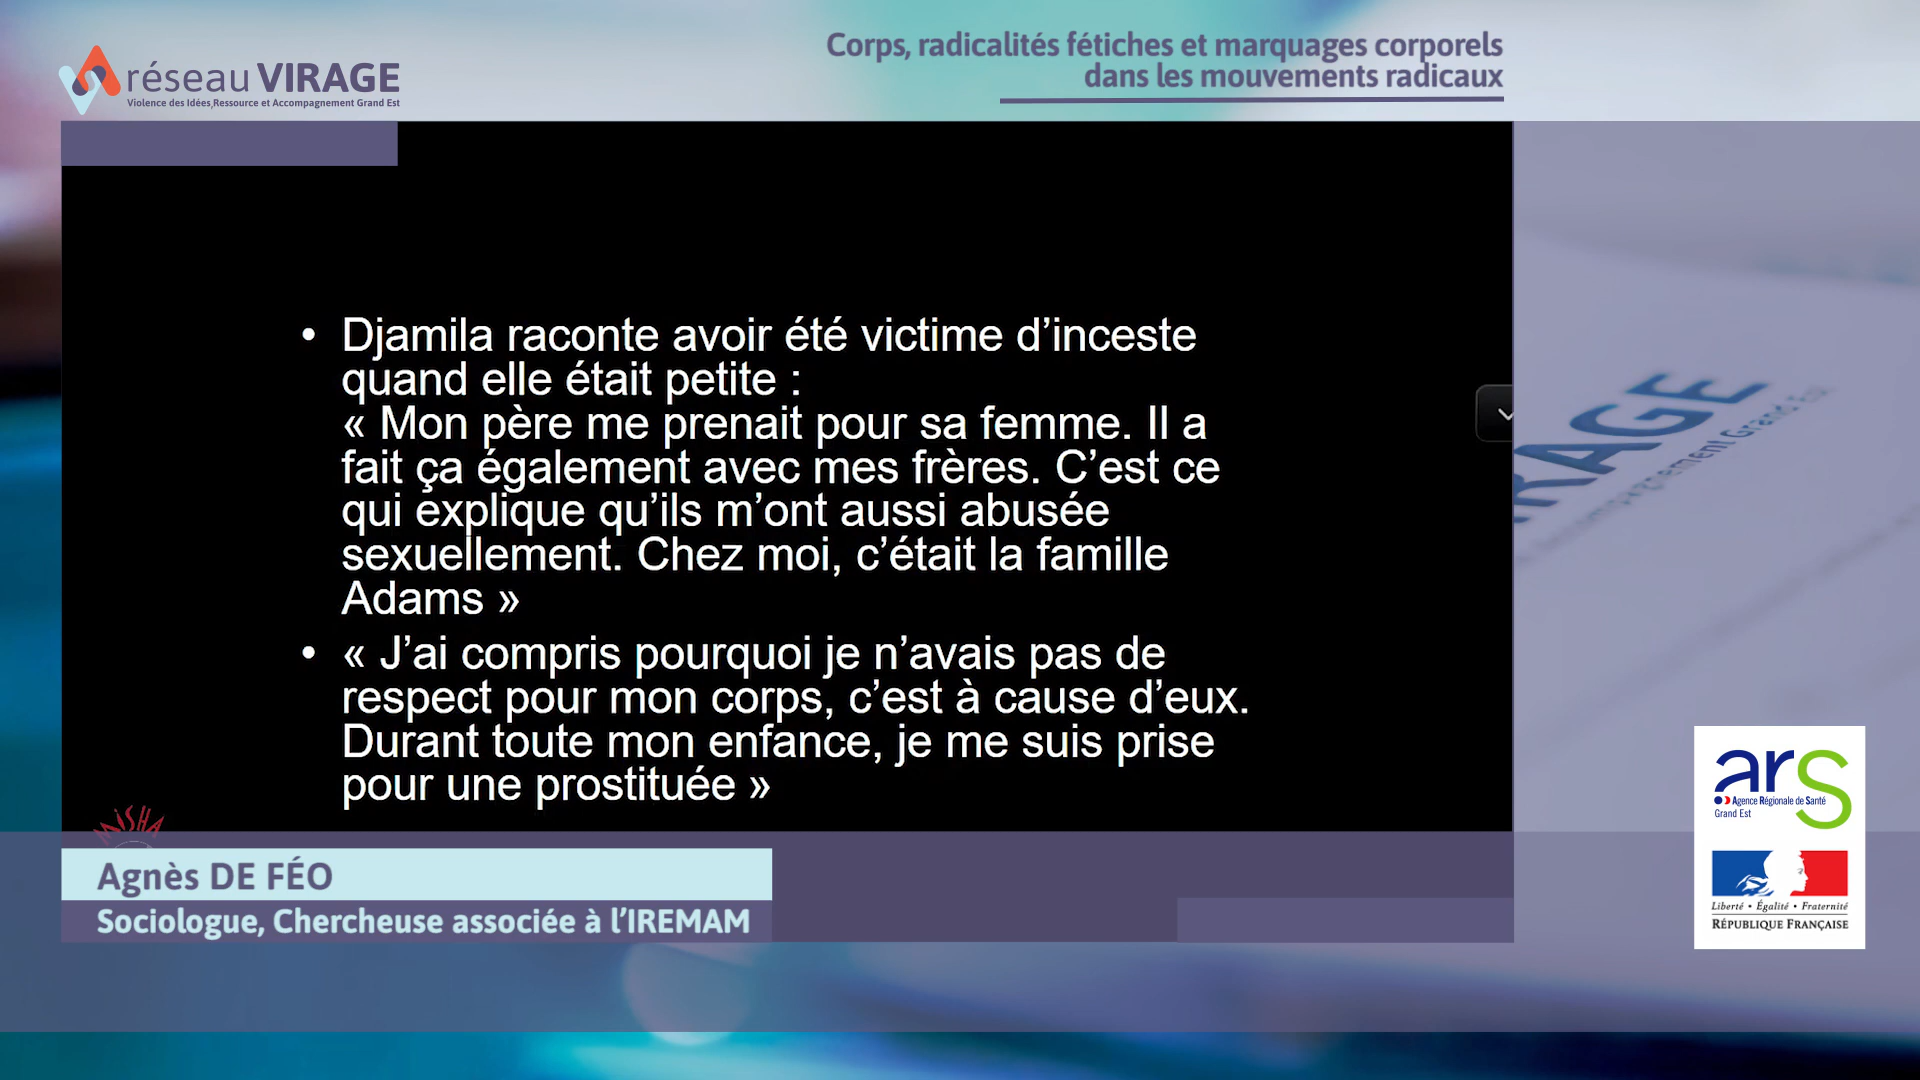 réseau VIRAGE
Violence des Idées,Ressource et Accompagnement Grand Est
Corps, radicalités fétiches et marquages corporels
dans les mouvements radicaux
• Djamila raconte avoir été victime d’inceste
quand elle était petite :
« Mon père me prenait pour sa femme. Il a
fait ça également avec mes frères. C’est ce
qui explique qu’ils m’ont aussi abusée
sexuellement. Chez moi, c’était la famille
Adams »
• « J’ai compris pourquoi je n’avais pas de
respect pour mon corps, c’est à cause d’eux.
Durant toute mon enfance, je me suis prise
pour une prostituée »
MISHA
Agnès DE FÉO
Sociologue, Chercheuse associée à l’IREMAM
RAGE
Grand Est
ars
Agence Régionale de Santé
Grand Est
Liberté • Égalité • Fraternité
RÉPUBLIQUE FRANÇAISE